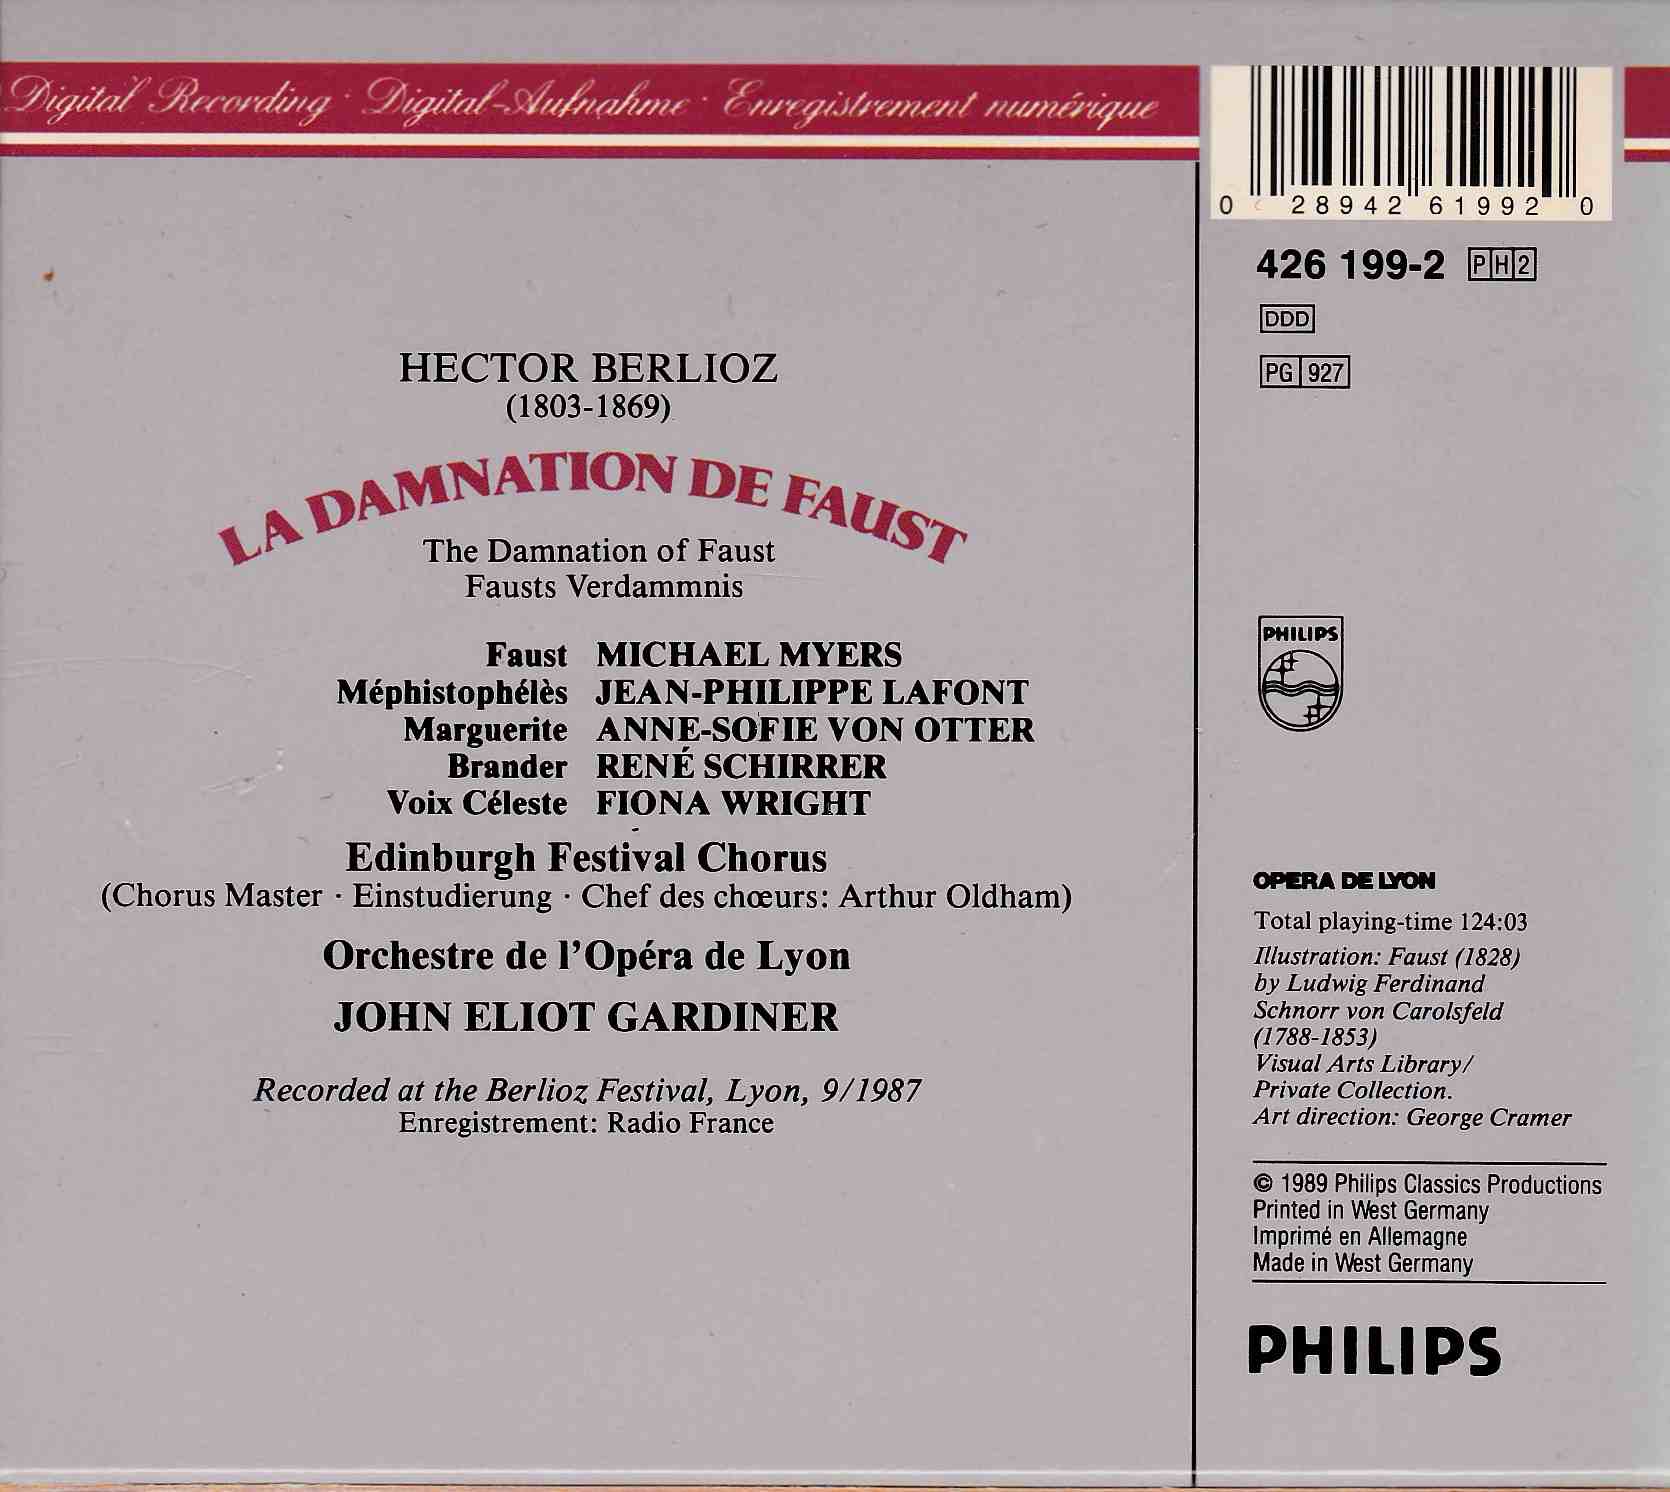 Digital Recording · Digital-Aufnahme · Enregistrement numérique
0 28942 61992 0
426 199-2 PH2
DDD
PG 927
HECTOR BERLIOZ
(1803-1869)
LA DAMNATION DE FAUST
The Damnation of Faust
Fausts Verdammnis
Faust MICHAEL MYERS
Méphistophélès JEAN-PHILIPPE LAFONT
Marguerite ANNE-SOFIE VON OTTER
Brander RENÉ SCHIRRER
Voix Céleste FIONA WRIGHT
Edinburgh Festival Chorus
(Chorus Master · Einstudierung · Chef des chœurs: Arthur Oldham)
Orchestre de l'Opéra de Lyon
JOHN ELIOT GARDINER
Recorded at the Berlioz Festival, Lyon, 9/1987
Enregistrement: Radio France
PHILIPS
OPERA DE LYON
Total playing-time 124:03
Illustration: Faust (1828)
by Ludwig Ferdinand
Schnorr von Carolsfeld
(1788-1853)
Visual Arts Library/
Private Collection.
Art direction: George Cramer
© 1989 Philips Classics Productions
Printed in West Germany
Imprimé en Allemagne
Made in West Germany
PHILIPS